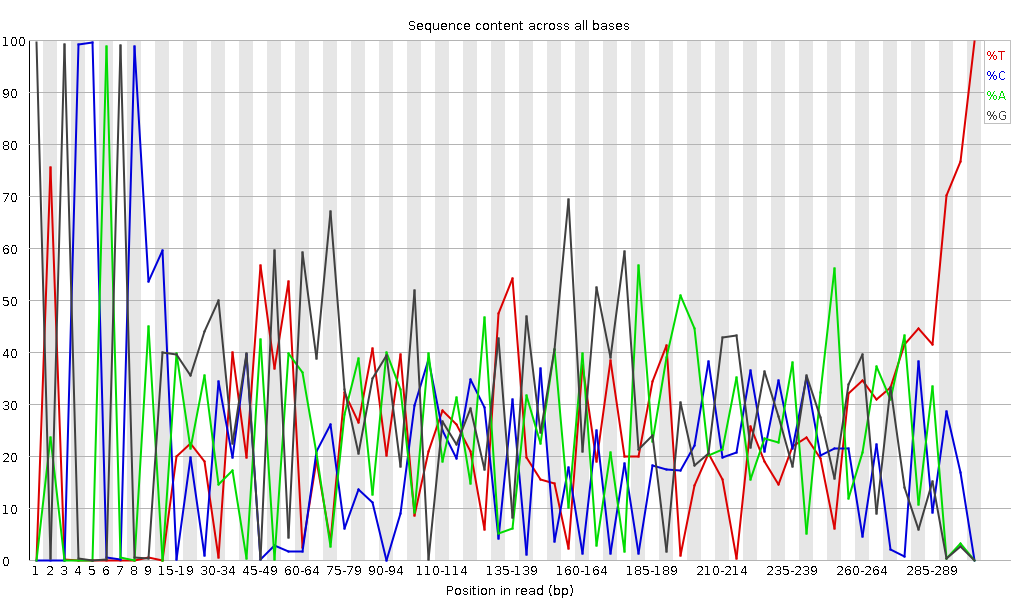 Sequence content across all bases
100
90
80
70
60
50
40
30
20
10
0
%T
%C
%A
%G
1 2 3 4 5 6 7 8 9 15-19 30-34 45-49 60-64 75-79 90-94 110-114 135-139 160-164 185-189 210-214 235-239 260-264 285-289
Position in read (bp)